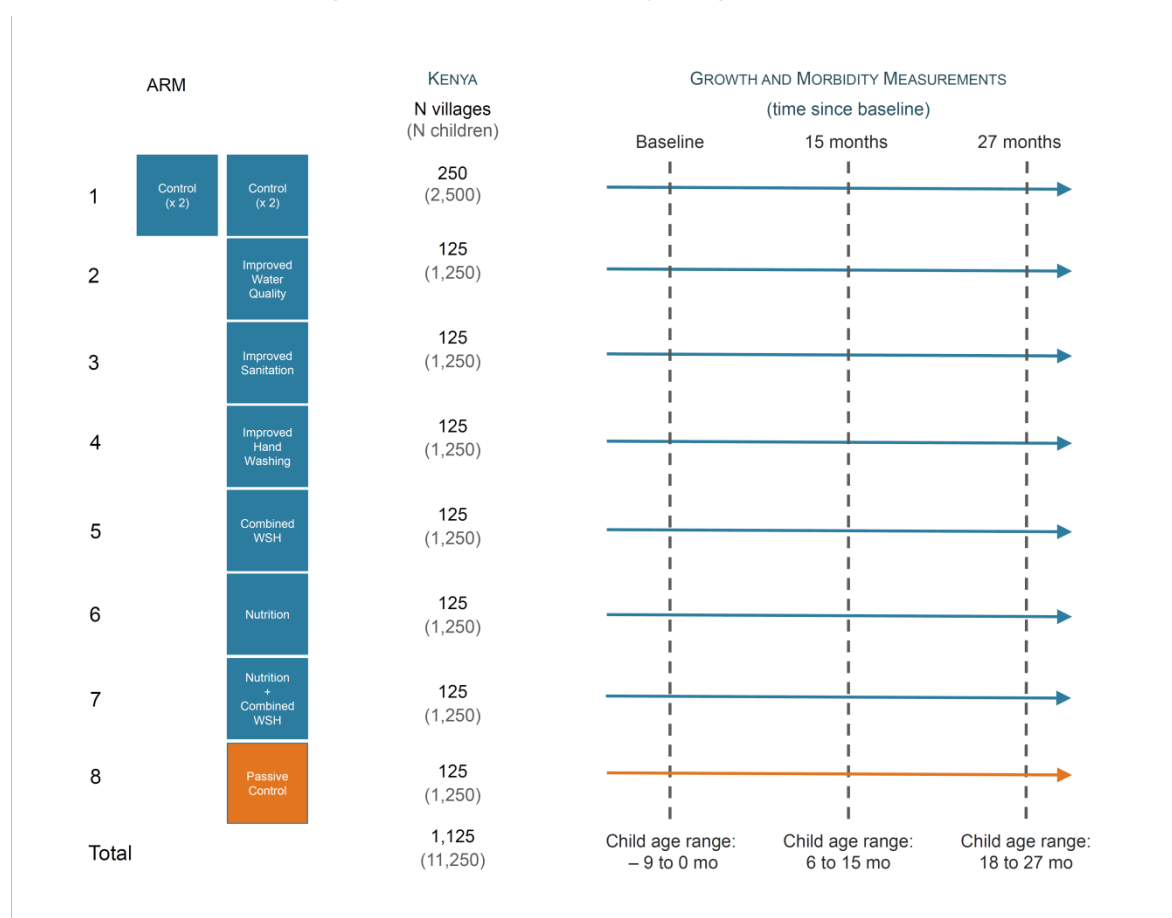 ARM
KENYA
GROWTH AND MORBIDITY MEASUREMENTS
N villages
(time since baseline)
(N children)
Baseline
15 months
27 months
1
Control
(x 2)
Control
(x 2)
250
(2,500)
2
Improved
Water
Quality
125
(1,250)
3
Improved
Sanitation
125
(1,250)
4
Improved
Hand
Washing
125
(1,250)
5
Combined
WSH
125
(1,250)
6
Nutrition
125
(1,250)
7
Nutrition
+
Combined
WSH
125
(1,250)
8
Passive
Control
125
(1,250)
Total
1,125
(11,250)
Child age range:
– 9 to 0 mo
Child age range:
6 to 15 mo
Child age range:
18 to 27 mo